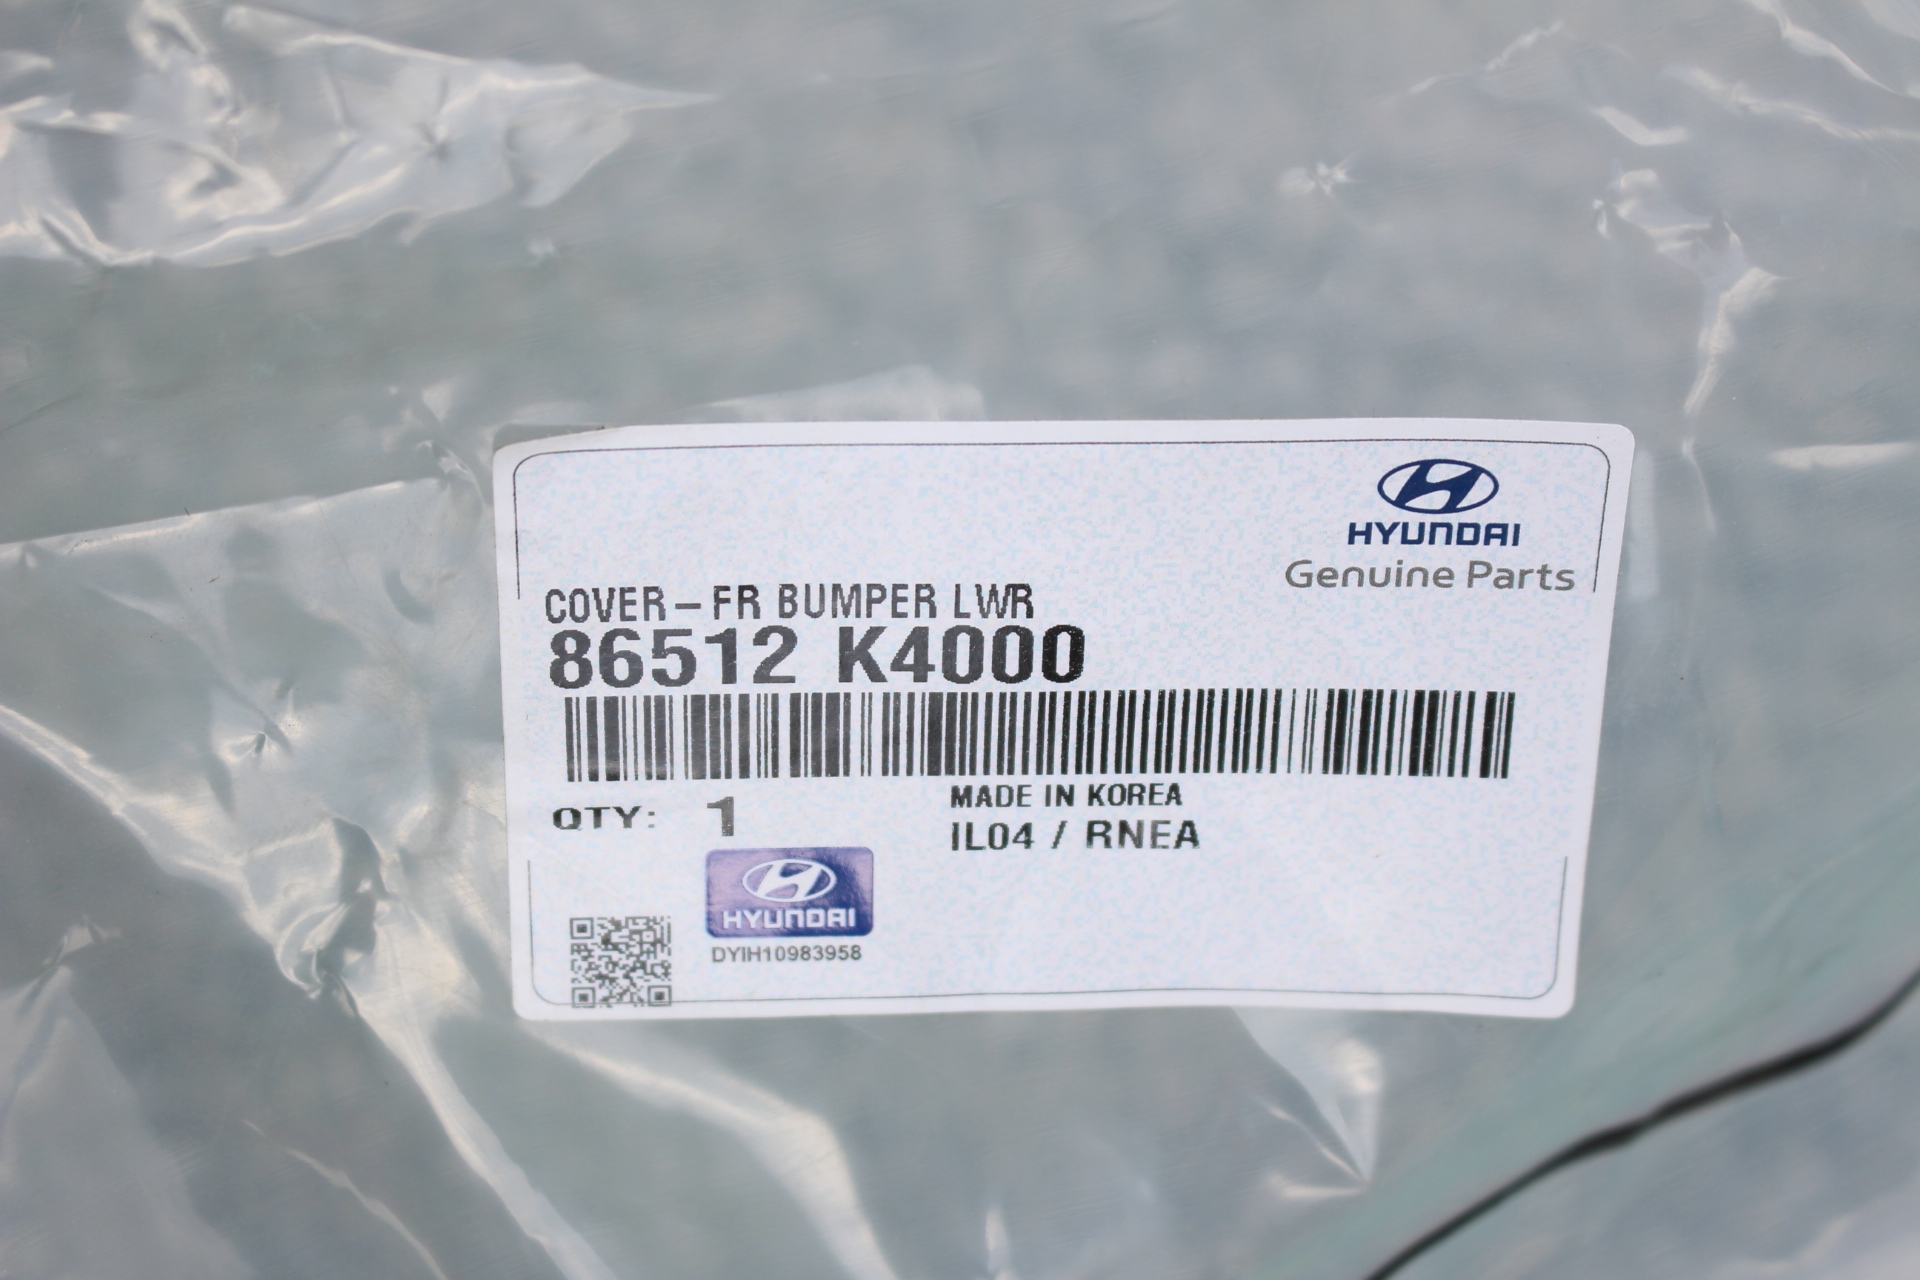 HYUNDAI
Genuine Parts
COVER-FR BUMPER LWR
86512 K4000
QTY: 1
MADE IN KOREA
IL04 / RNEA
HYUNDAI
DYIH10983958